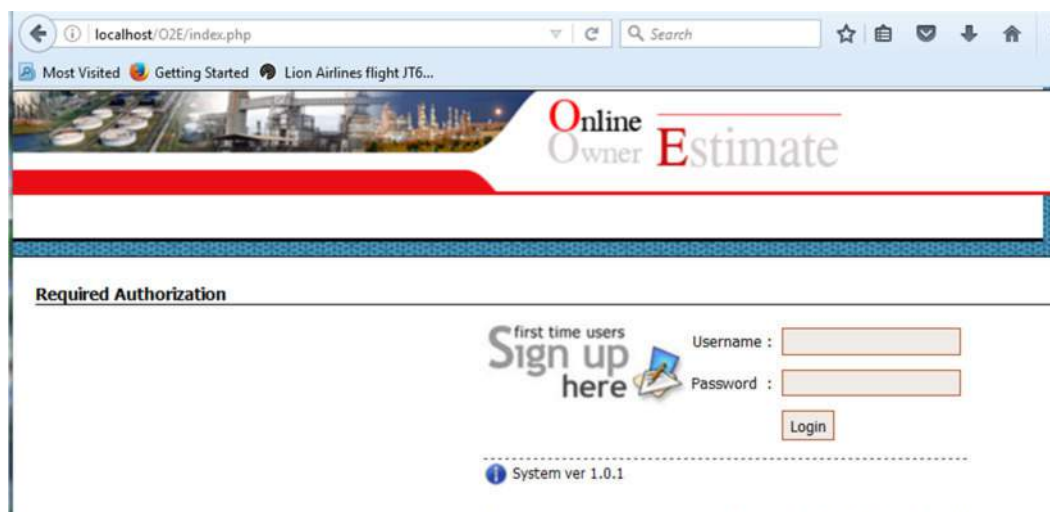 localhost/O2E/index.php
Search
Most Visited Getting Started Lion Airlines flight JT6...
Online
Owner Estimate
Required Authorization
first time users
Sign up
here
Username :
Password :
Login
System ver 1.0.1